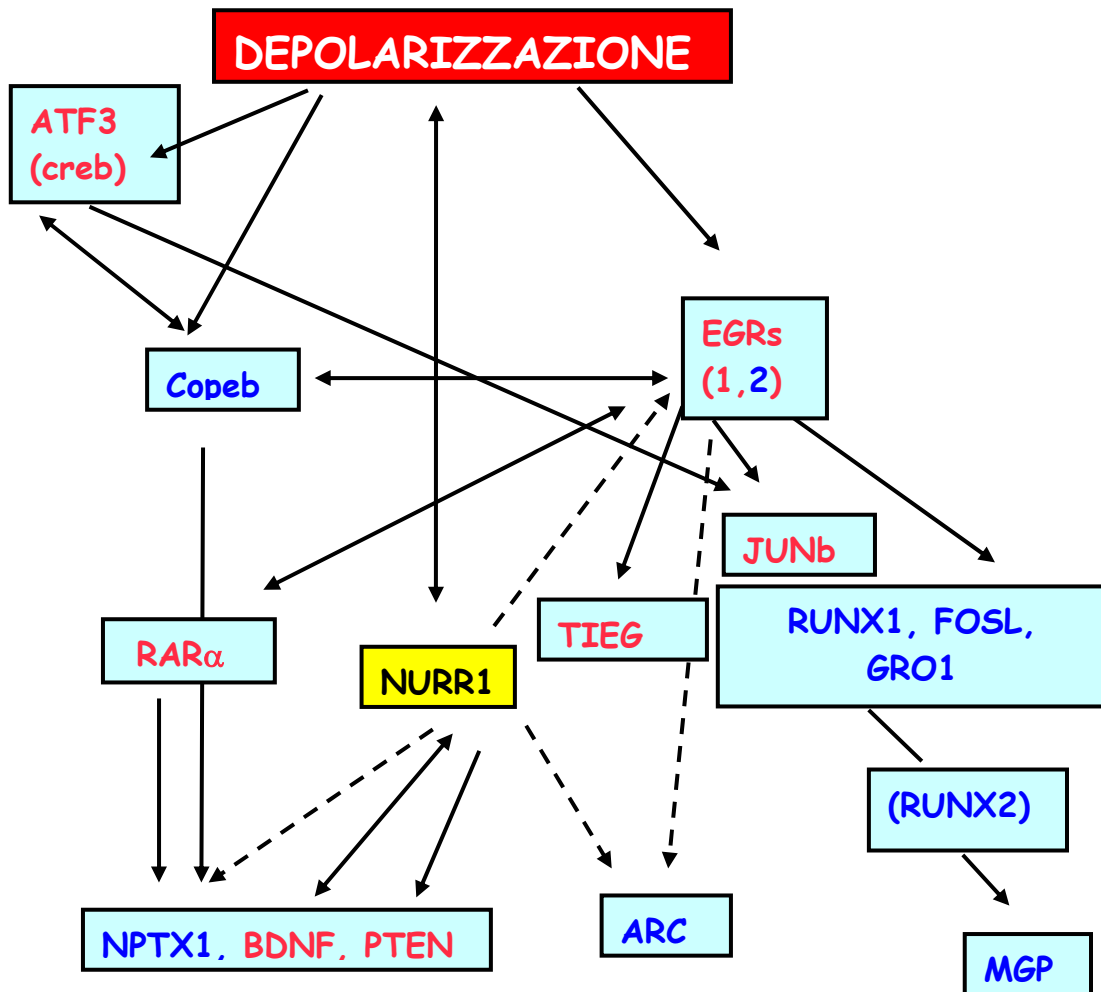 DEPOLARIZZAZIONE
ATF3
(creb)
EGRs
(1,2)
Copeb
JUNb
RUNX1, FOSL,
GRO1
TIEG
RARα
NURR1
(RUNX2)
NPTX1, BDNF, PTEN
ARC
MGP